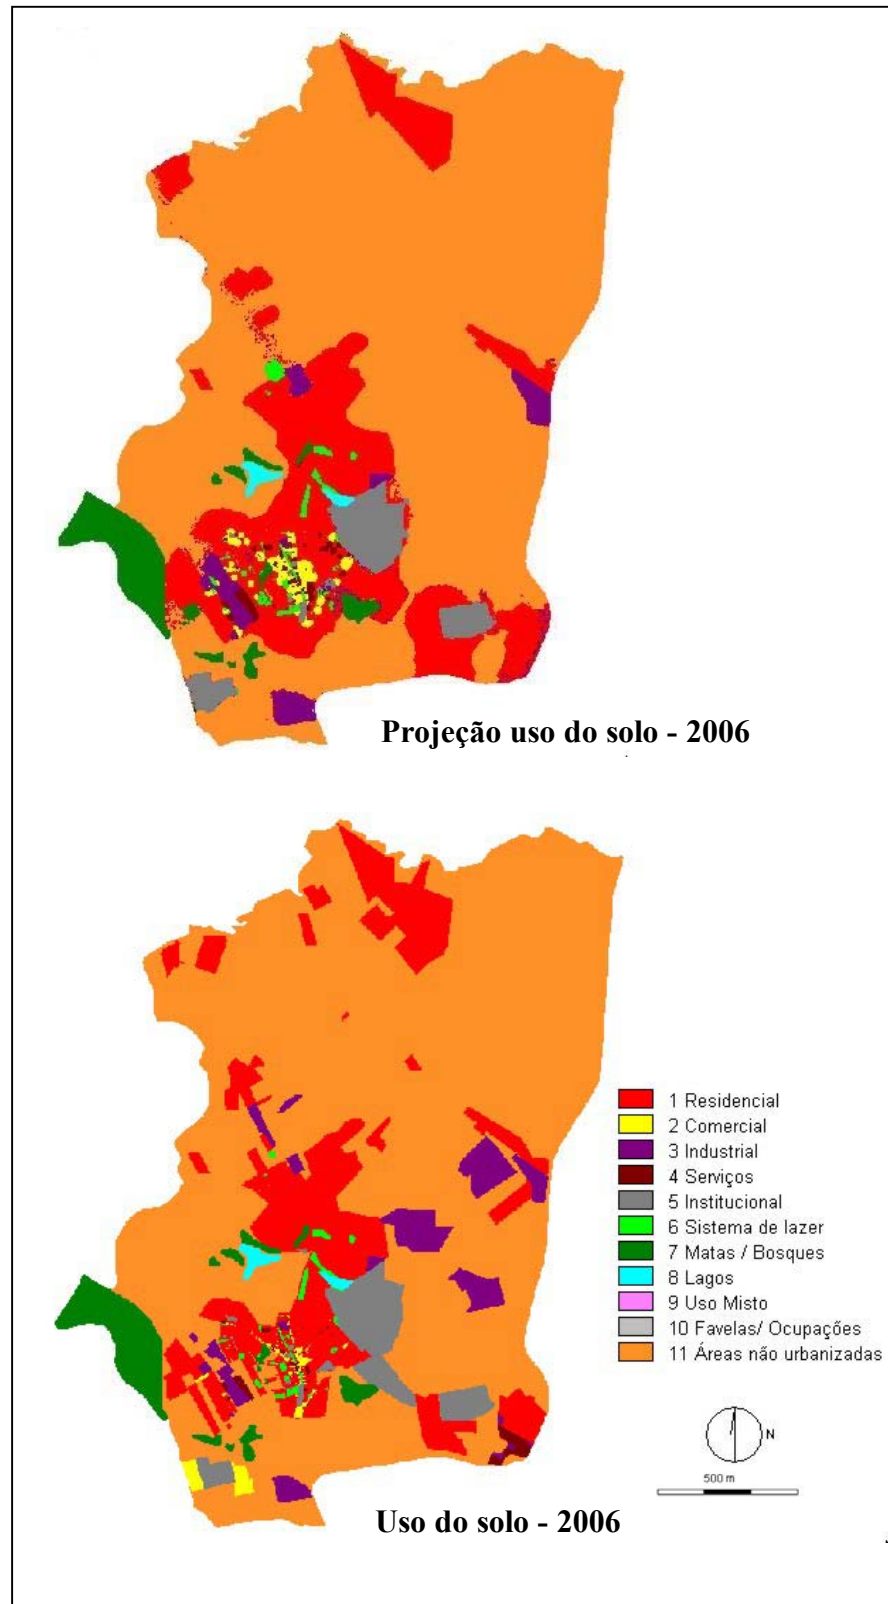 Projeção uso do solo - 2006
1 Residencial
2 Comercial
3 Industrial
4 Serviços
5 Institucional
6 Sistema de lazer
7 Matas / Bosques
8 Lagos
9 Uso Misto
10 Favelas/ Ocupações
11 Áreas não urbanizadas
N
500 m
Uso do solo - 2006